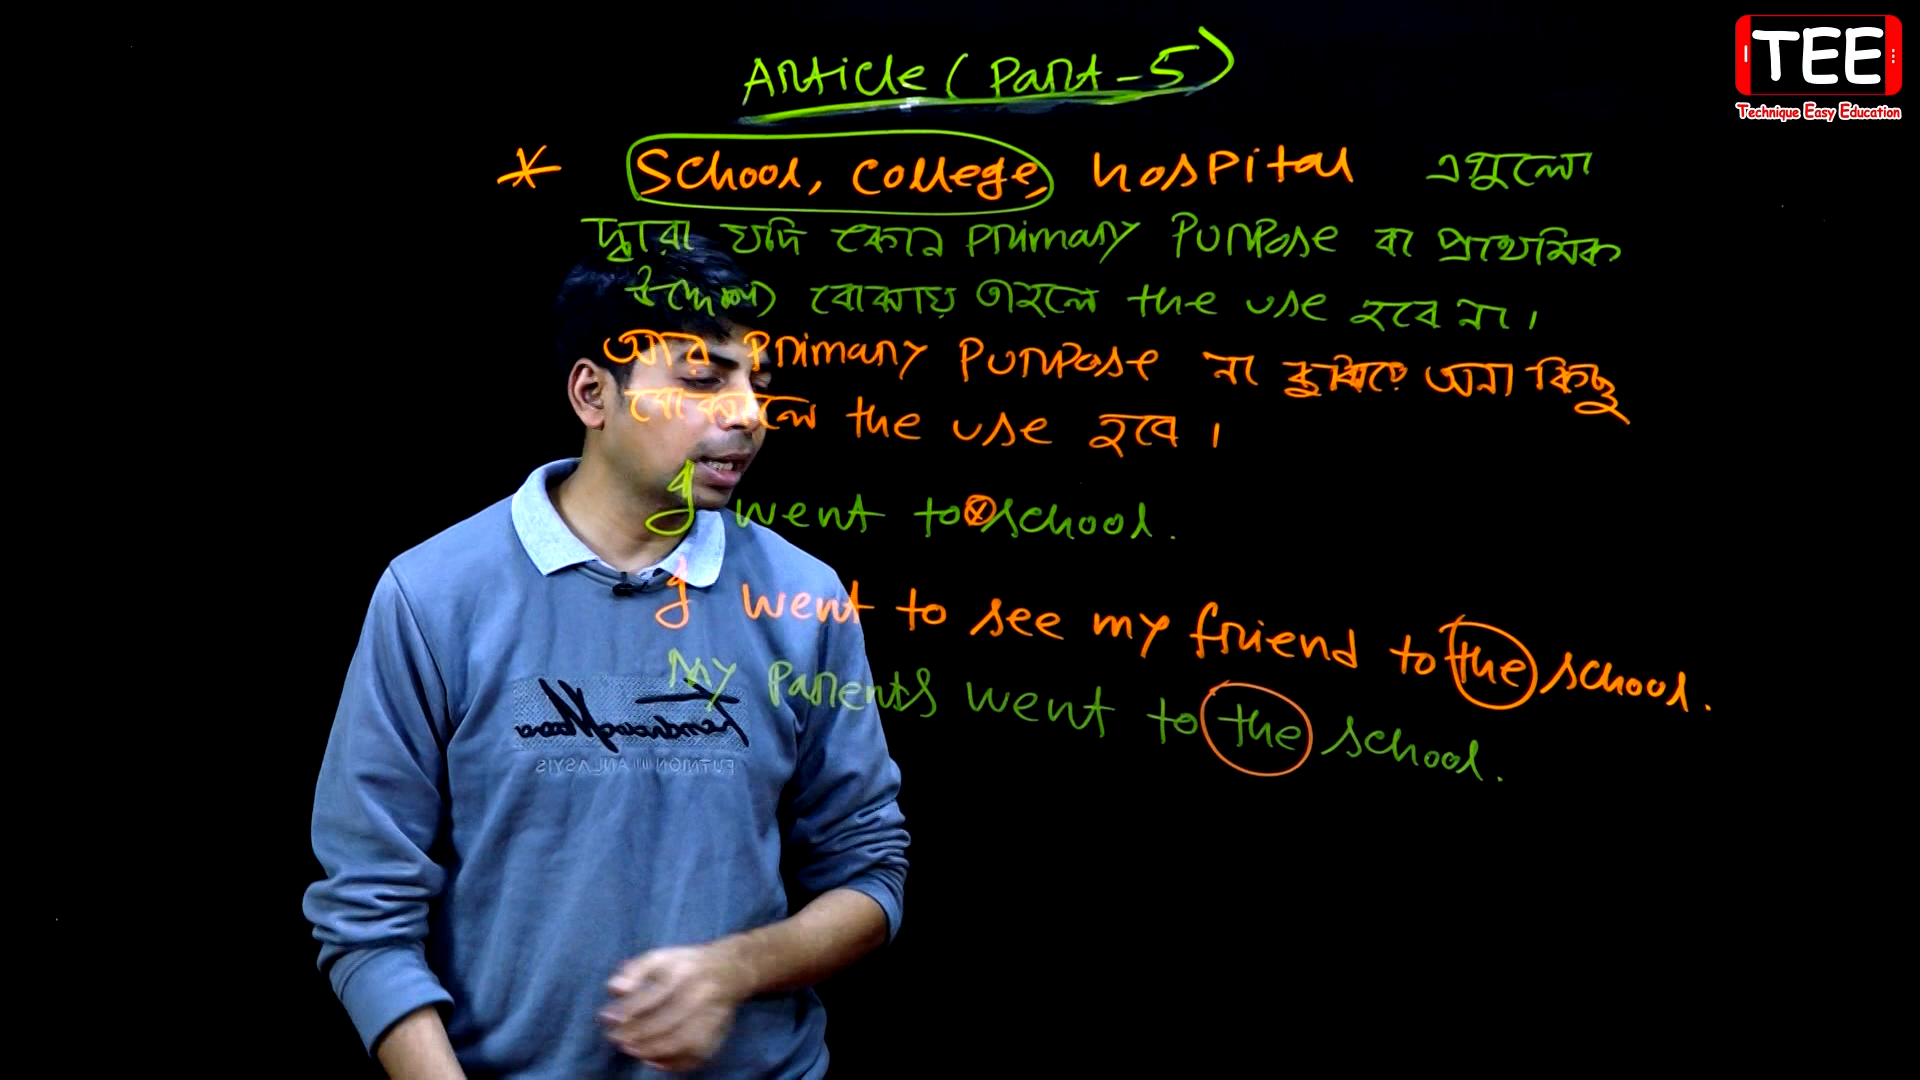 TEE
Technique Easy Education
Article (Part-5)
* School, College, hospital এগুলো
দ্ধারা যদি কোন Primary Purpose বা প্রাথেমিক
উদ্দেশ্য বোঝায় তাহলে the use হবে না।
আর Primary Purpose না বুঝিয়ে অন্য কিছু
বোঝালে the use হবে।
I went to school.
I went to see my friend to the school.
My Parents went to the school.